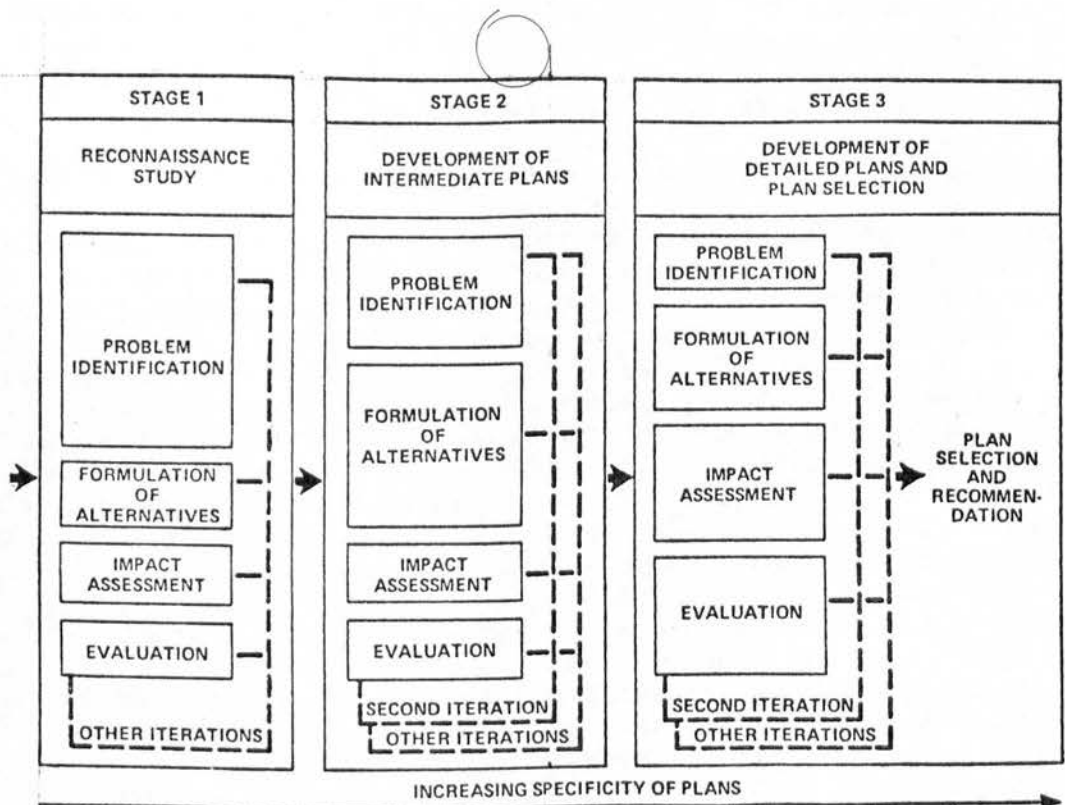 STAGE 1
RECONNAISSANCE
STUDY
PROBLEM
IDENTIFICATION
FORMULATION
OF
ALTERNATIVES
IMPACT
ASSESSMENT
EVALUATION
OTHER ITERATIONS
STAGE 2
DEVELOPMENT OF
INTERMEDIATE PLANS
PROBLEM
IDENTIFICATION
FORMULATION
OF
ALTERNATIVES
IMPACT
ASSESSMENT
EVALUATION
SECOND ITERATION
OTHER ITERATIONS
STAGE 3
DEVELOPMENT OF
DETAILED PLANS AND
PLAN SELECTION
PROBLEM
IDENTIFICATION
FORMULATION
OF
ALTERNATIVES
IMPACT
ASSESSMENT
EVALUATION
SECOND ITERATION
OTHER ITERATIONS
PLAN
SELECTION
AND
RECOMMEN-
DATION
INCREASING SPECIFICITY OF PLANS